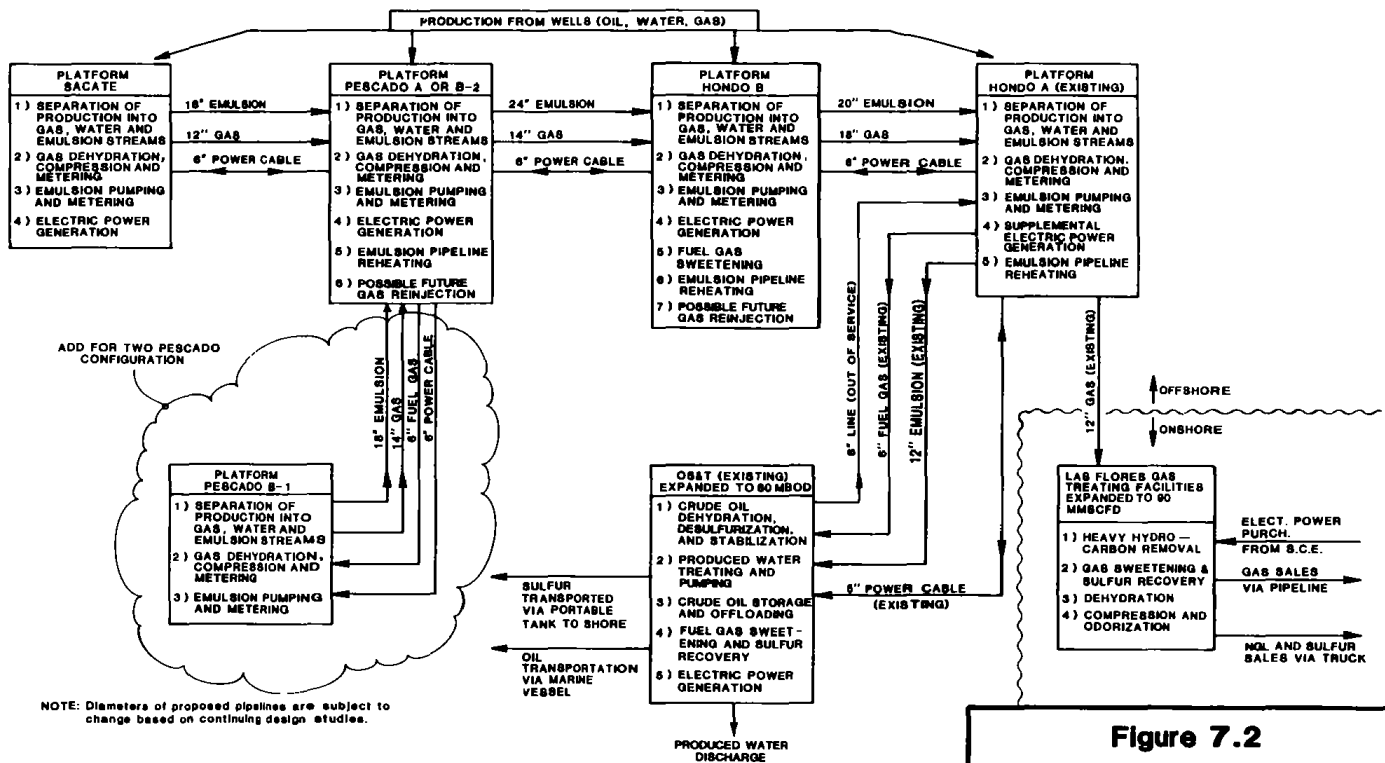 PRODUCTION FROM WELLS (OIL, WATER, GAS)
PLATFORM
SACATE
1) SEPARATION OF
PRODUCTION INTO
GAS, WATER AND
EMULSION STREAMS
2) GAS DEHYDRATION,
COMPRESSION AND
METERING
3) EMULSION PUMPING
AND METERING
4) ELECTRIC POWER
GENERATION
16" EMULSION
12" GAS
6" POWER CABLE
PLATFORM
PESCADO A OR B-2
1) SEPARATION OF
PRODUCTION INTO
GAS, WATER AND
EMULSION STREAMS
2) GAS DEHYDRATION,
COMPRESSION AND
METERING
3) EMULSION PUMPING
AND METERING
4) ELECTRIC POWER
GENERATION
5) EMULSION PIPELINE
REHEATING
6) POSSIBLE FUTURE
GAS REINJECTION
24" EMULSION
14" GAS
6" POWER CABLE
PLATFORM
HONDO B
1) SEPARATION OF
PRODUCTION INTO
GAS, WATER AND
EMULSION STREAMS
2) GAS DEHYDRATION,
COMPRESSION AND
METERING
3) EMULSION PUMPING
AND METERING
4) ELECTRIC POWER
GENERATION
5) FUEL GAS
SWEETENING
6) EMULSION PIPELINE
REHEATING
7) POSSIBLE FUTURE
GAS REINJECTION
20" EMULSION
18" GAS
6" POWER CABLE
PLATFORM
HONDO A (EXISTING)
1) SEPARATION OF
PRODUCTION INTO
GAS, WATER AND
EMULSION STREAMS
2) GAS DEHYDRATION,
COMPRESSION AND
METERING
3) EMULSION PUMPING
AND METERING
4) SUPPLEMENTAL
ELECTRIC POWER
GENERATION
5) EMULSION PIPELINE
REHEATING
ADD FOR TWO PESCADO
CONFIGURATION
18" EMULSION
14" GAS
6" FUEL GAS
6" POWER CABLE
PLATFORM
PESCADO B-1
1) SEPARATION OF
PRODUCTION INTO
GAS, WATER AND
EMULSION STREAMS
2) GAS DEHYDRATION,
COMPRESSION AND
METERING
3) EMULSION PUMPING
AND METERING
NOTE: Diameters of proposed pipelines are subject to
change based on continuing design studies.
6" LINE (OUT OF SERVICE)
6" FUEL GAS (EXISTING)
12" EMULSION (EXISTING)
6" POWER CABLE
(EXISTING)
OS&T (EXISTING)
EXPANDED TO 60 MBOD
1) CRUDE OIL
DEHYDRATION,
DESULFURIZATION,
AND STABILIZATION
2) PRODUCED WATER
TREATING AND
PUMPING
3) CRUDE OIL STORAGE
AND OFFLOADING
4) FUEL GAS SWEET-
ENING AND SULFUR
RECOVERY
5) ELECTRIC POWER
GENERATION
SULFUR
TRANSPORTED
VIA PORTABLE
TANK TO SHORE
OIL
TRANSPORTATION
VIA MARINE
VESSEL
PRODUCED WATER
DISCHARGE
12" GAS (EXISTING)
OFFSHORE
ONSHORE
LAS FLORES GAS
TREATING FACILITIES
EXPANDED TO 90
MMSCFD
1) HEAVY HYDRO-
CARBON REMOVAL
2) GAS SWEETENING &
SULFUR RECOVERY
3) DEHYDRATION
4) COMPRESSION AND
ODORIZATION
ELECT. POWER
PURCH.
FROM S.C.E.
GAS SALES
VIA PIPELINE
NGL AND SULFUR
SALES VIA TRUCK
Figure 7.2